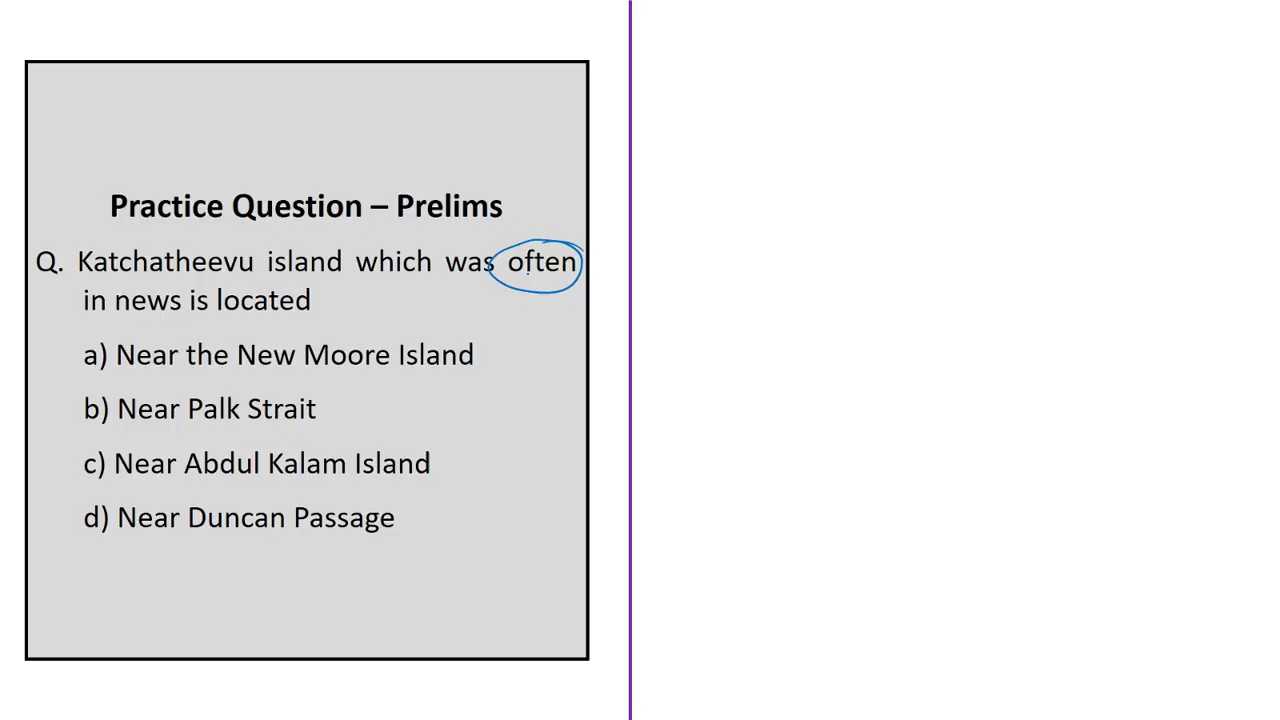 Practice Question – Prelims
Q. Katchatheevu island which was often
in news is located
a) Near the New Moore Island
b) Near Palk Strait
c) Near Abdul Kalam Island
d) Near Duncan Passage